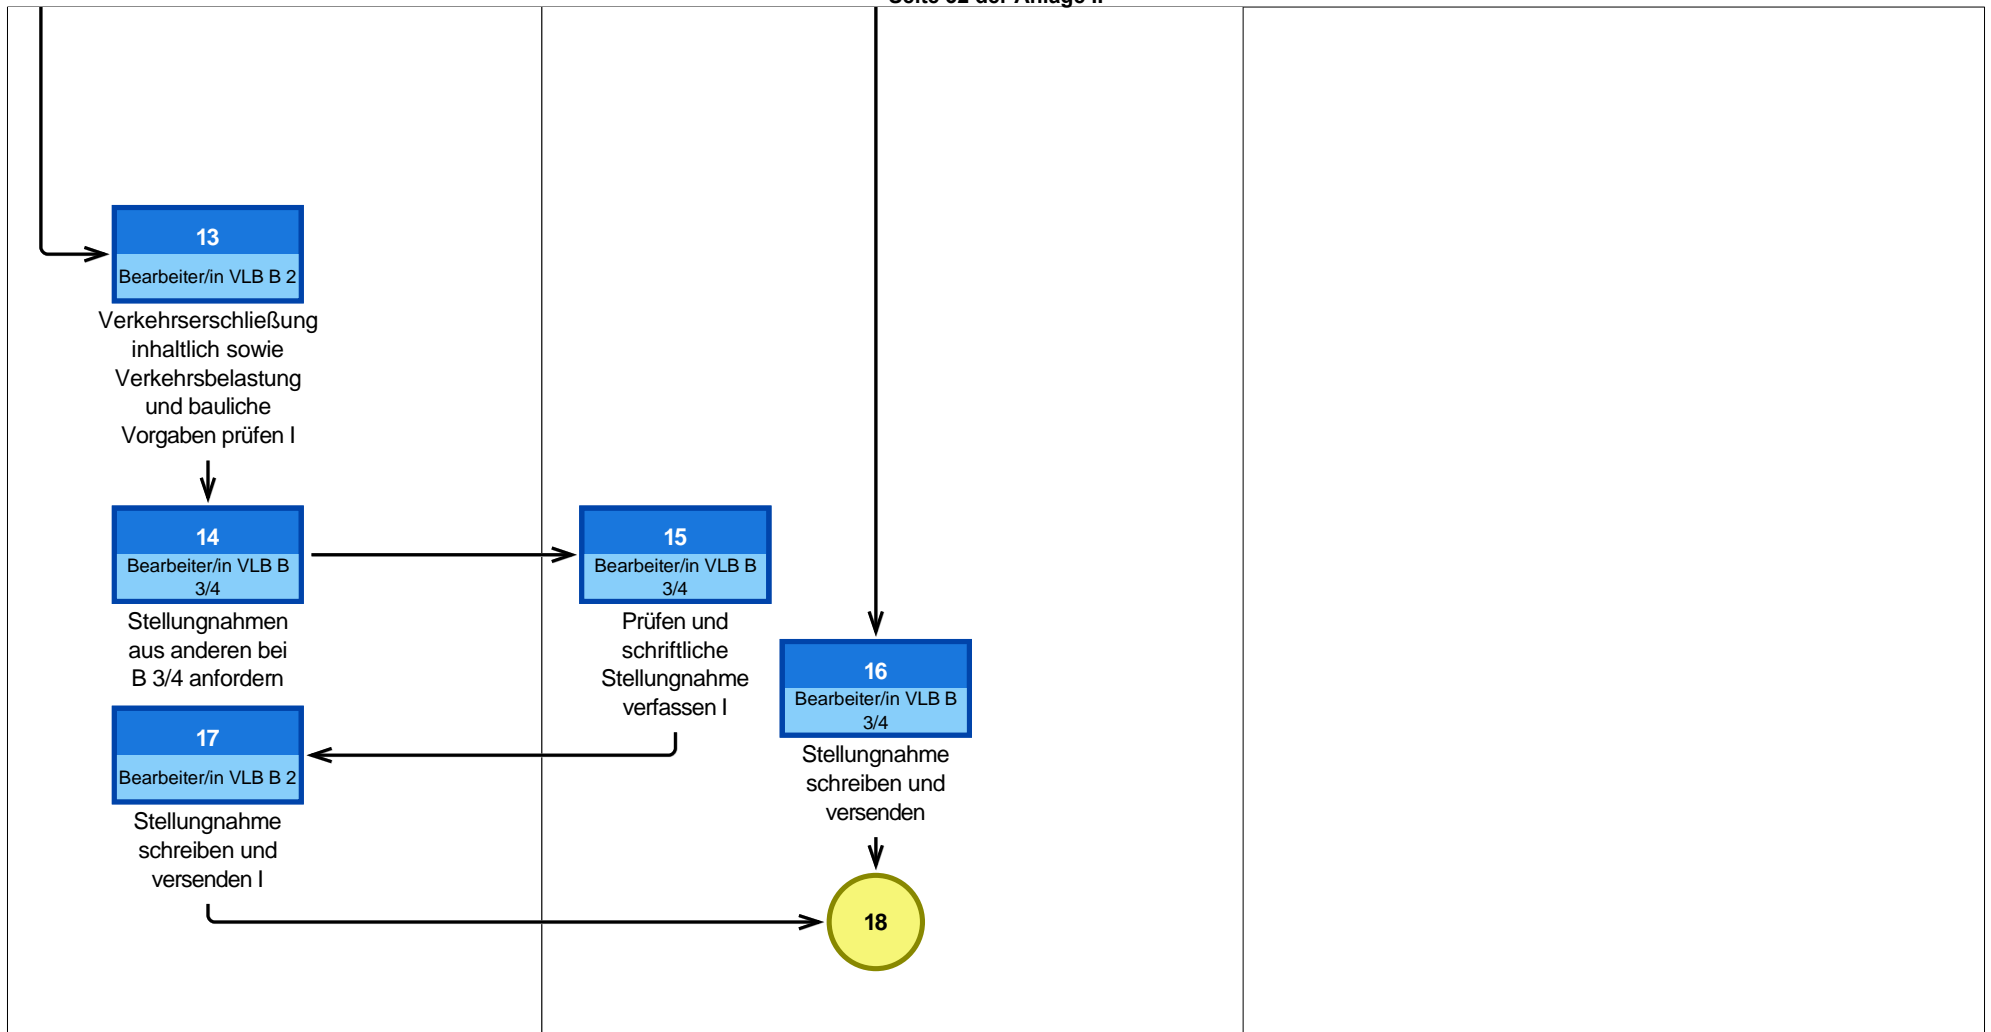 13
Bearbeiter/in VLB B 2
Verkehrserschließung
inhaltlich sowie
Verkehrsbelastung
und bauliche
Vorgaben prüfen I
14
Bearbeiter/in VLB B
3/4
Stellungnahmen
aus anderen bei
B 3/4 anfordern
15
Bearbeiter/in VLB B
3/4
Prüfen und
schriftliche
Stellungnahme
verfassen I
16
Bearbeiter/in VLB B
3/4
Stellungnahme
schreiben und
versenden
17
Bearbeiter/in VLB B 2
Stellungnahme
schreiben und
versenden I
18